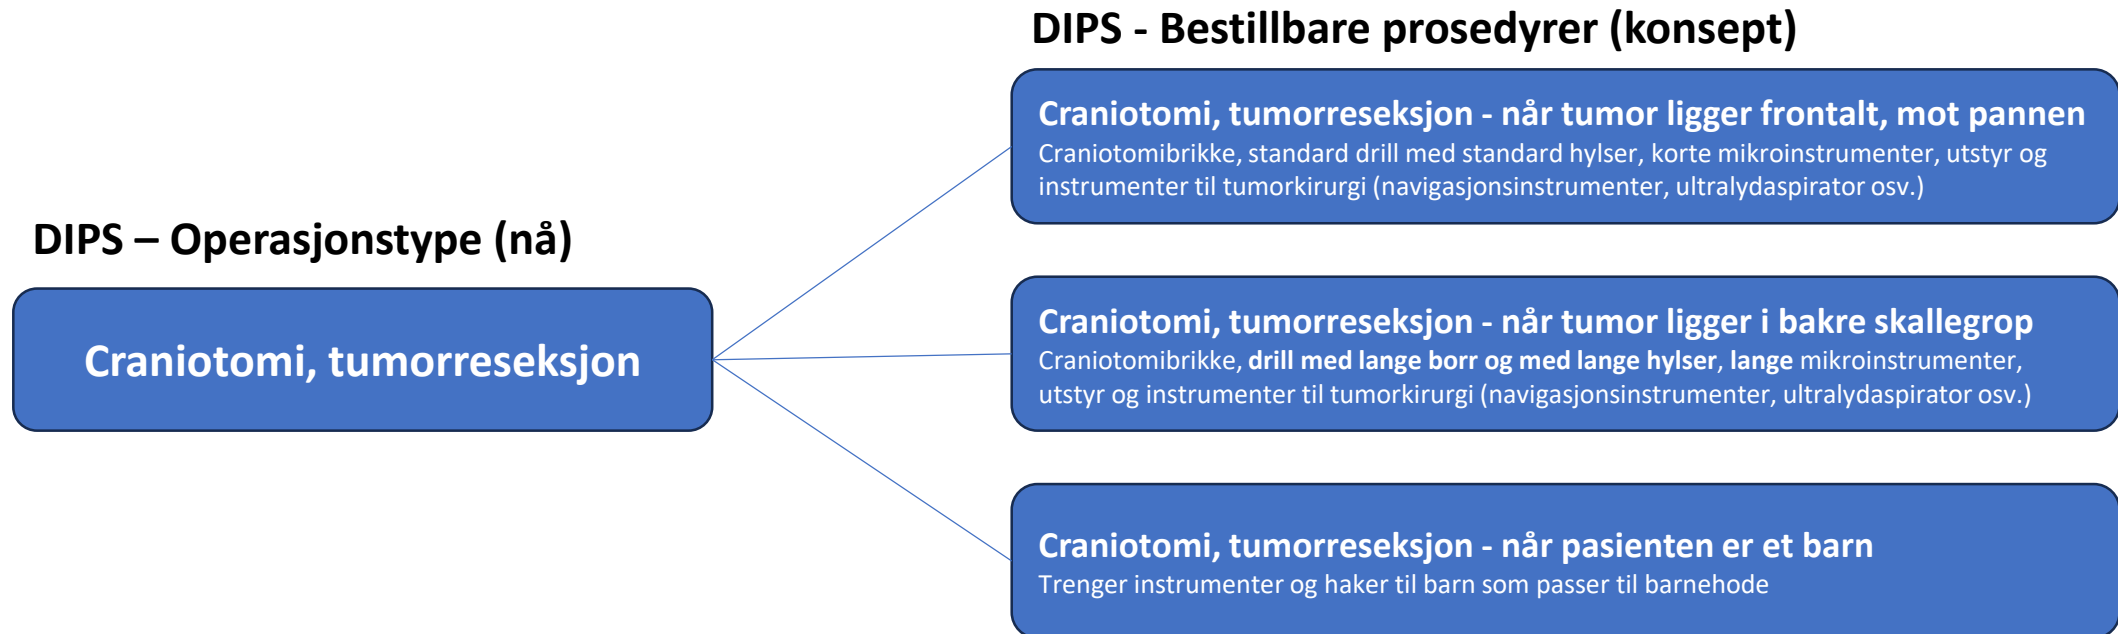 DIPS - Bestillbare prosedyrer (konsept)
Craniotomi, tumorreseksjon - når tumor ligger frontalt, mot pannen
Craniotomibrikke, standard drill med standard hylser, korte mikroinstrumenter, utstyr og
instrumenter til tumorkirurgi (navigasjonsinstrumenter, ultralydaspirator osv.)
DIPS – Operasjonstype (nå)
Craniotomi, tumorreseksjon
Craniotomi, tumorreseksjon - når tumor ligger i bakre skallegrop
Craniotomibrikke, drill med lange borr og med lange hylser, lange mikroinstrumenter,
utstyr og instrumenter til tumorkirurgi (navigasjonsinstrumenter, ultralydaspirator osv.)
Craniotomi, tumorreseksjon - når pasienten er et barn
Trenger instrumenter og haker til barn som passer til barnehode